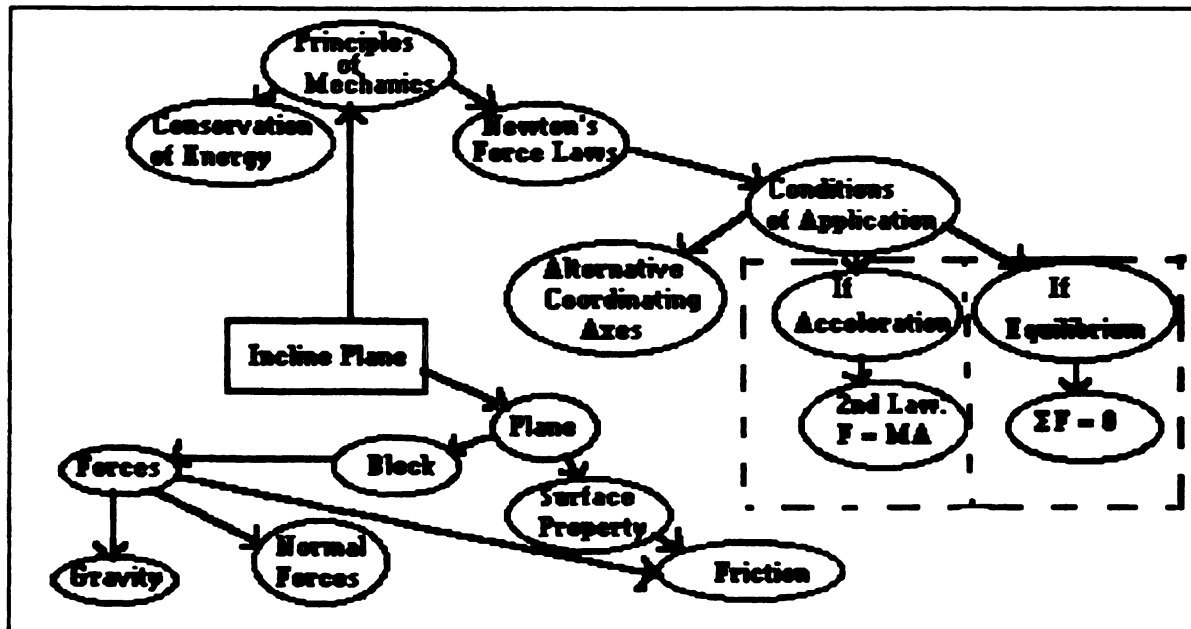 Principles
of
Mechanics
Conservation
of Energy
Newton's
Force Laws
Conditions
of Application
Alternative
Coordinating
Axes
If
Acceleration
If
Equilibrium
Incline Plane
2nd Law.
F = MA
ΣF = 0
Plane
Block
Forces
Surface
Property
Normal
Forces
Gravity
Friction